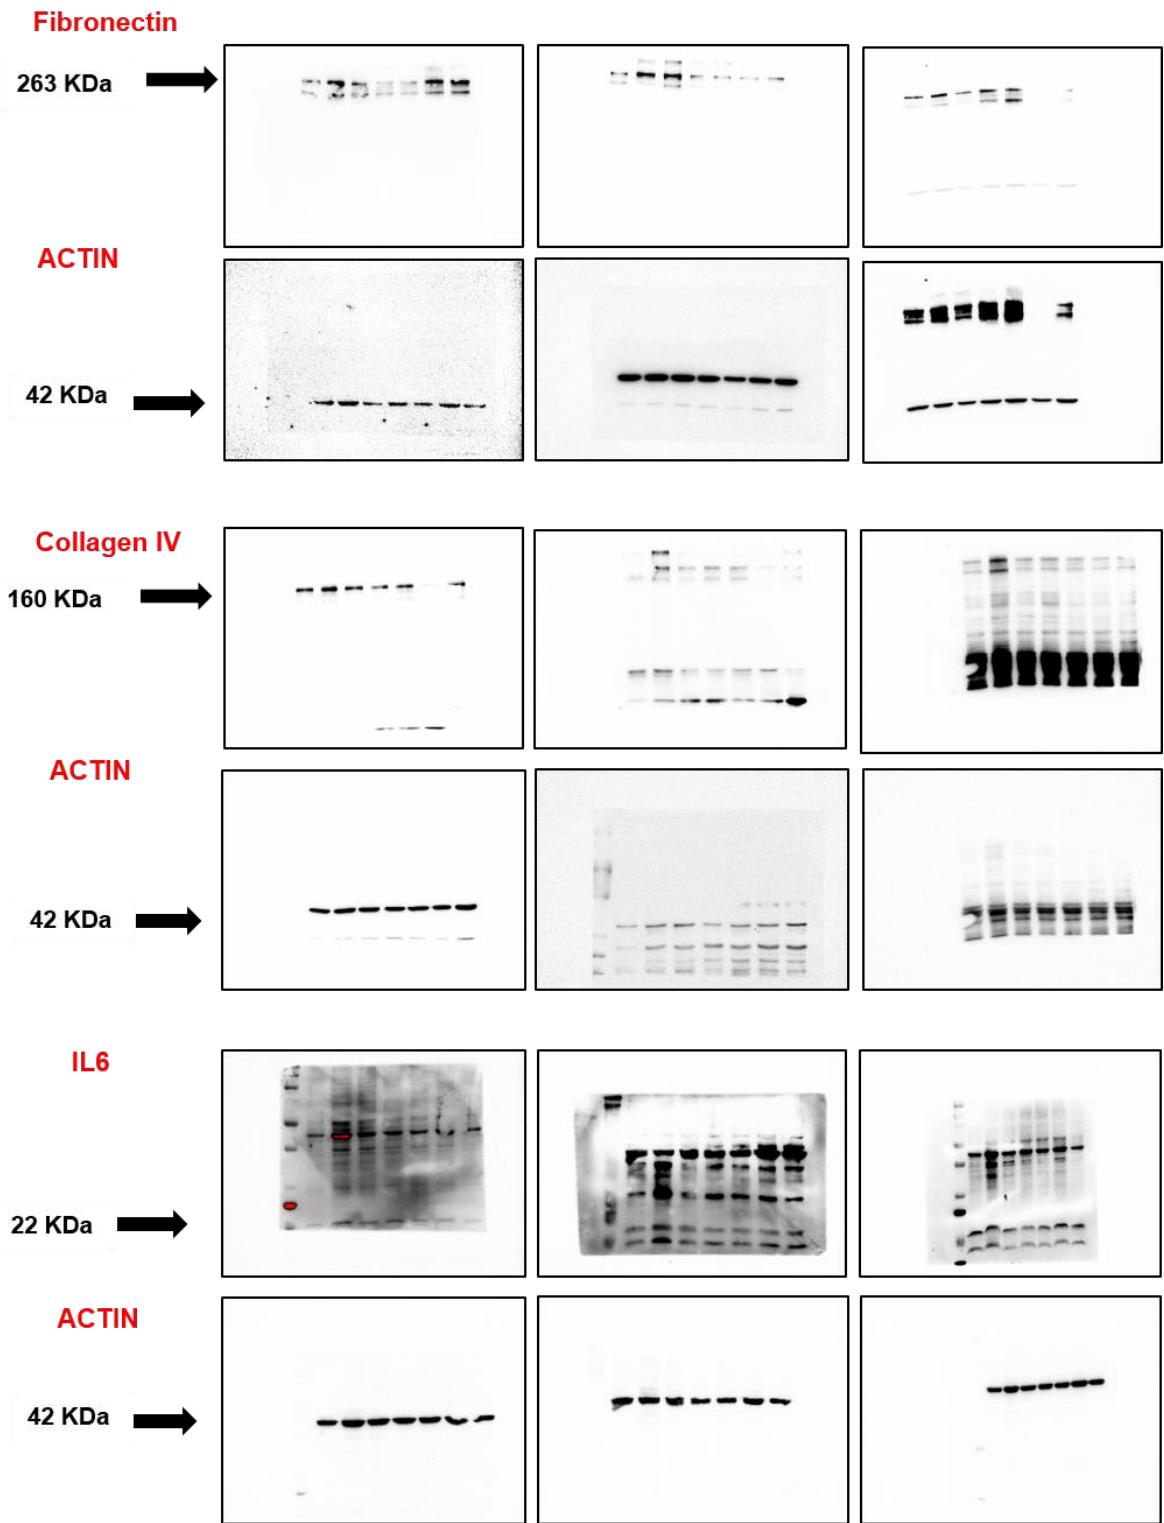 Fibronectin
263 KDa
ACTIN
42 KDa
Collagen IV
160 KDa
ACTIN
42 KDa
IL6
22 KDa
ACTIN
42 KDa